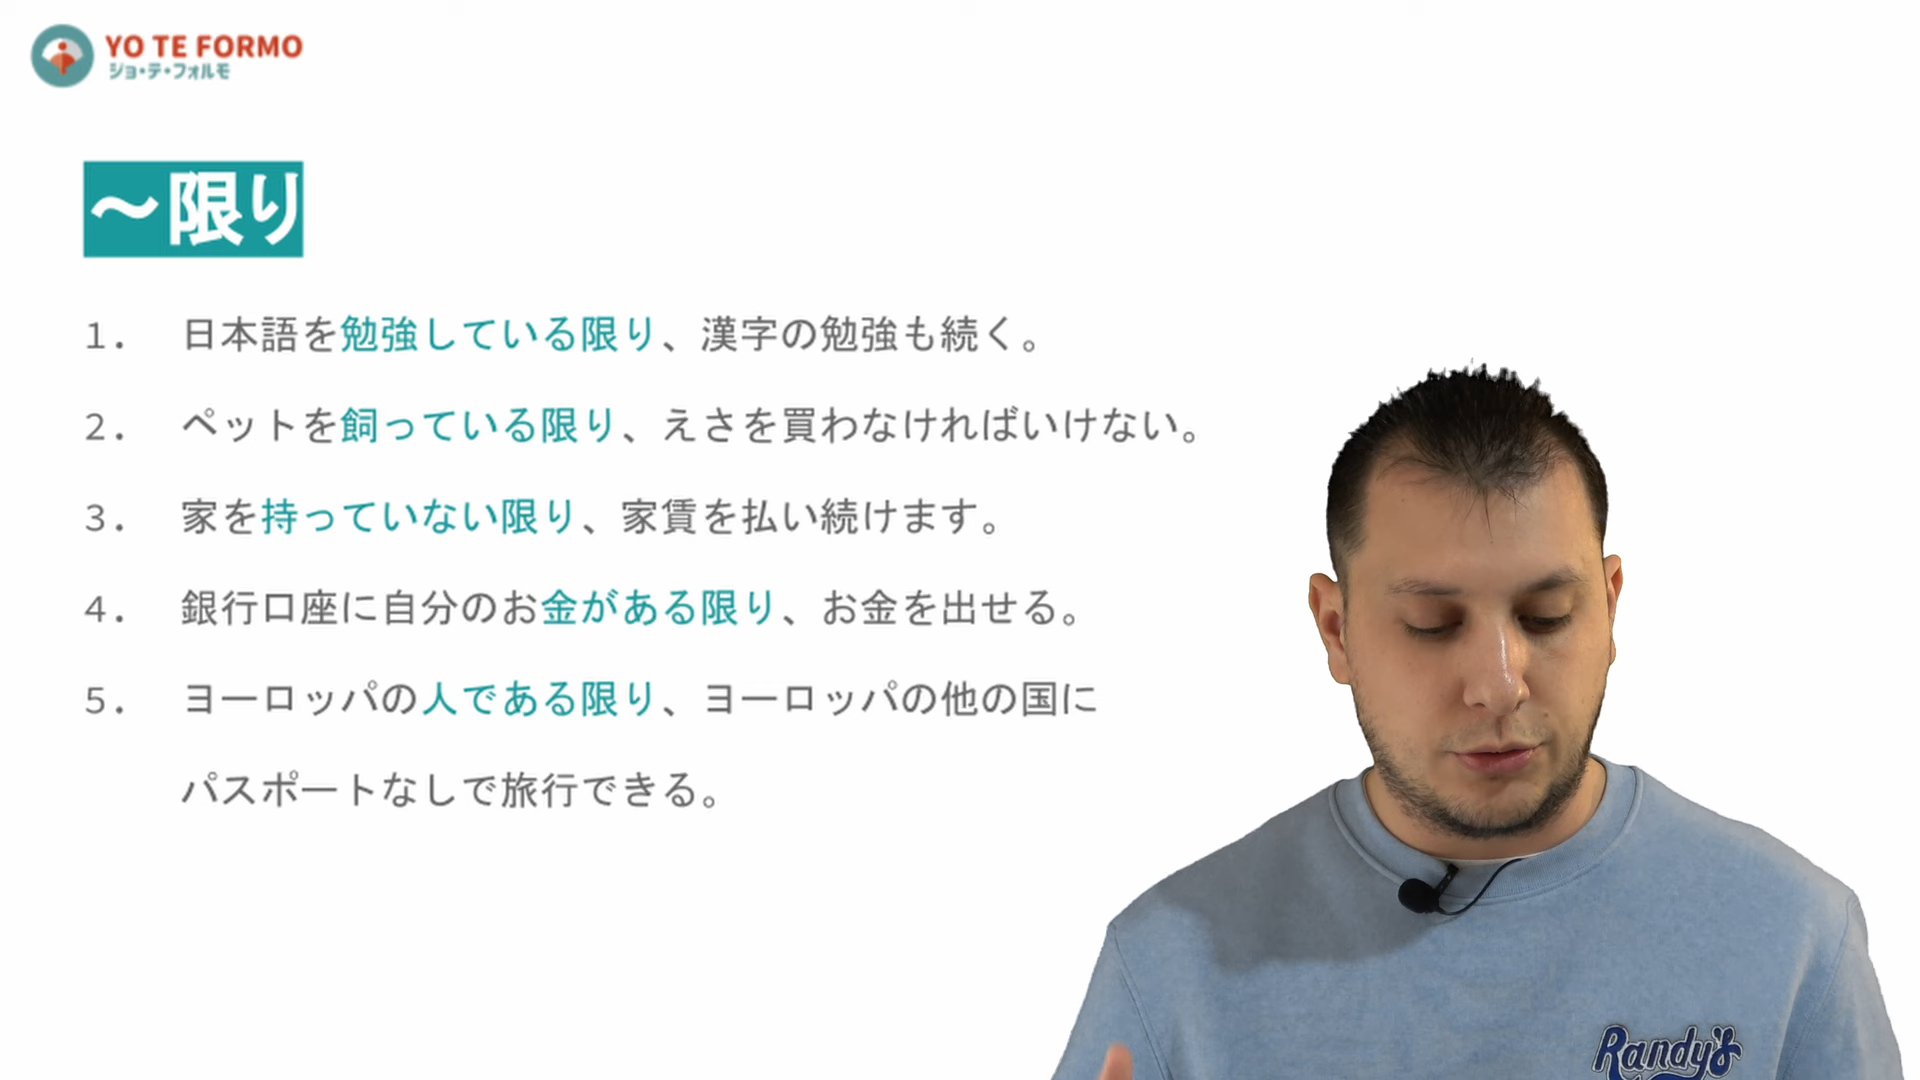 YO TE FORMO
ジョ・テ・フォルモ
～限り
1. 日本語を勉強している限り、漢字の勉強も続く。
2. ペットを飼っている限り、えさを買わなければいけない。
3. 家を持っていない限り、家賃を払い続けます。
4. 銀行口座に自分のお金がある限り、お金を出せる。
5. ヨーロッパの人である限り、ヨーロッパの他の国に
パスポートなしで旅行できる。
Randy's